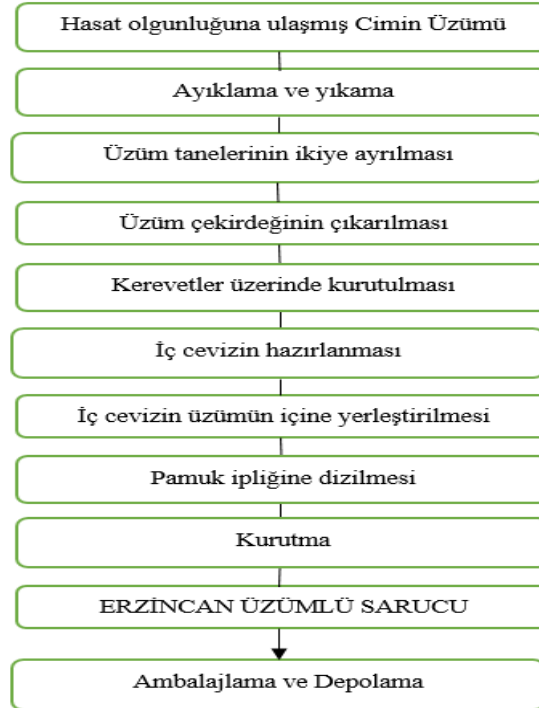 Hasat olgunluğuna ulaşmış Cimin Üzümü
Ayıklama ve yıkama
Üzüm tanelerinin ikiye ayrılması
Üzüm çekirdeğinin çıkarılması
Kerevetler üzerinde kurutulması
İç cevizin hazırlanması
İç cevizin üzümün içine yerleştirilmesi
Pamuk ipliğine dizilmesi
Kurutma
ERZİNCAN ÜZÜMLÜ SARUCU
Ambalajlama ve Depolama